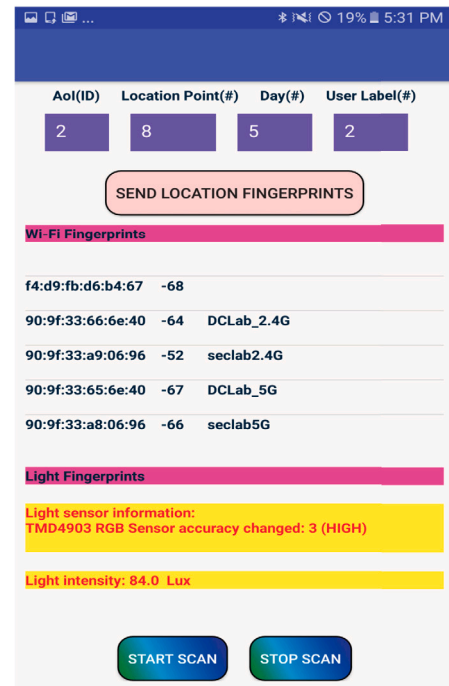 ... 19% 5:31 PM
AoI(ID) Location Point(#) Day(#) User Label(#)
2 8 5 2
SEND LOCATION FINGERPRINTS
Wi-Fi Fingerprints
f4:d9:fb:d6:b4:67 -68
90:9f:33:66:6e:40 -64 DCLab_2.4G
90:9f:33:a9:06:96 -52 seclab2.4G
90:9f:33:65:6e:40 -67 DCLab_5G
90:9f:33:a8:06:96 -66 seclab5G
Light Fingerprints
Light sensor information:
TMD4903 RGB Sensor accuracy changed: 3 (HIGH)
Light intensity: 84.0 Lux
START SCAN STOP SCAN